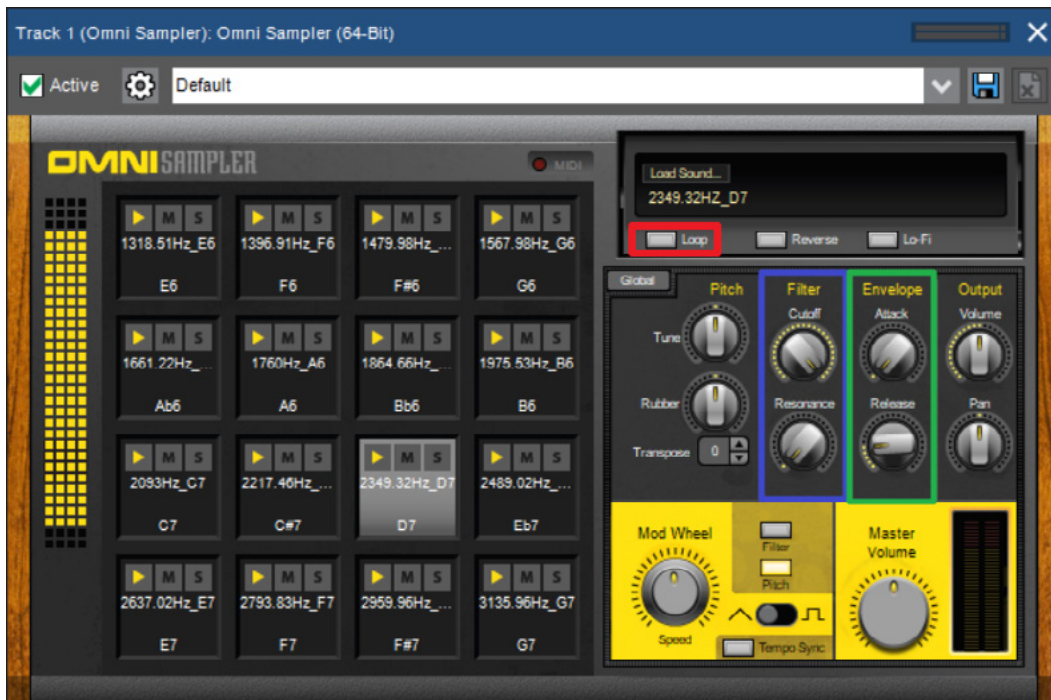 Track 1 (Omni Sampler): Omni Sampler (64-Bit)
Active
Default
OMNISAMPLER
MIDI
Load Sound...
2349.32HZ_D7
Loop Reverse Lo-Fi
M S M S M S M S
1318.51Hz_E6 1396.91Hz_F6 1479.98Hz_... 1567.98Hz_G6
E6 F6 F#6 G6
M S M S M S M S
1661.22Hz_... 1760Hz_A6 1864.66Hz_... 1975.53Hz_B6
Ab6 A6 Bb6 B6
M S M S M S M S
2093Hz_C7 2217.46Hz_... 2349.32Hz_D7 2489.02Hz_...
C7 C#7 D7 Eb7
M S M S M S M S
2637.02Hz_E7 2793.83Hz_F7 2959.96Hz_... 3135.96Hz_G7
E7 F7 F#7 G7
Global
Pitch Filter Envelope Output
Cutoff Attack Volume
Tune
Rubber Resonance Release Pan
Transpose 0
Mod Wheel
Filter
Pitch
Speed
Tempo Sync
Master
Volume